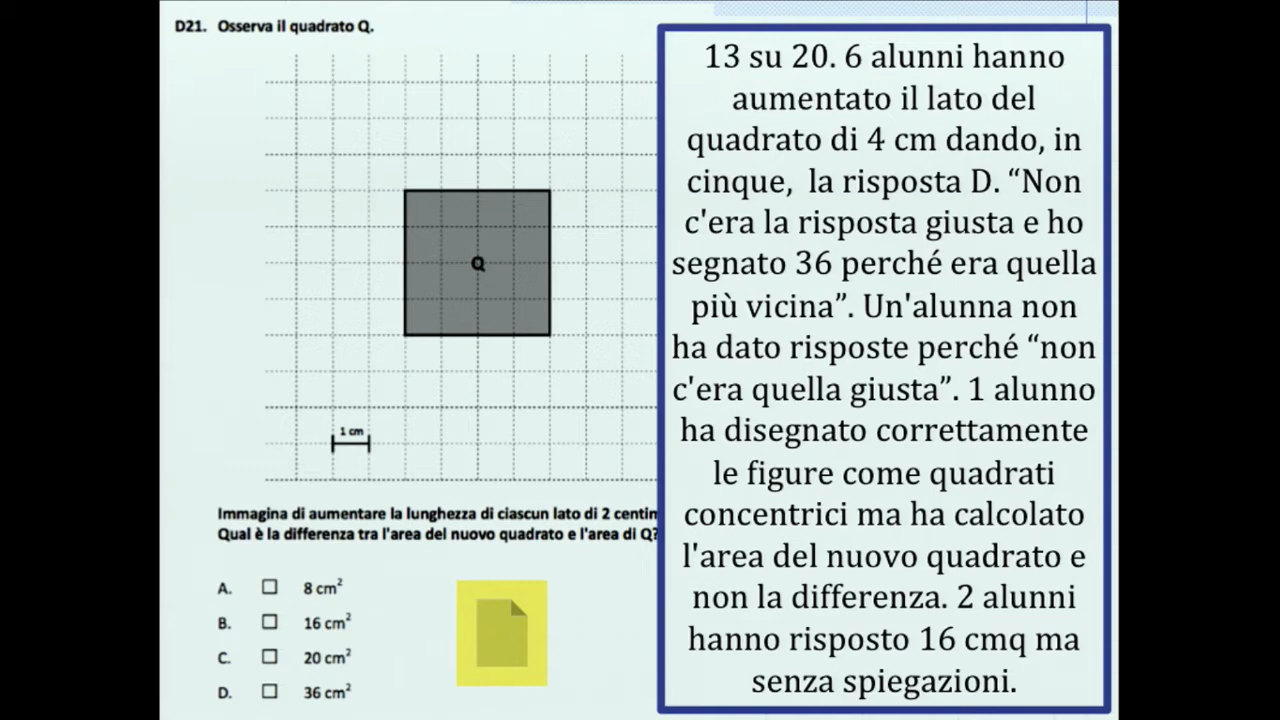 D21. Osserva il quadrato Q.
Q
1 cm
Immagina di aumentare la lunghezza di ciascun lato di 2 centim
Qual è la differenza tra l'area del nuovo quadrato e l'area di Q?
A. 8 cm²
B. 16 cm²
C. 20 cm²
D. 36 cm²
13 su 20. 6 alunni hanno
aumentato il lato del
quadrato di 4 cm dando, in
cinque, la risposta D. “Non
c'era la risposta giusta e ho
segnato 36 perché era quella
più vicina”. Un'alunna non
ha dato risposte perché “non
c'era quella giusta”. 1 alunno
ha disegnato correttamente
le figure come quadrati
concentrici ma ha calcolato
l'area del nuovo quadrato e
non la differenza. 2 alunni
hanno risposto 16 cmq ma
senza spiegazioni.